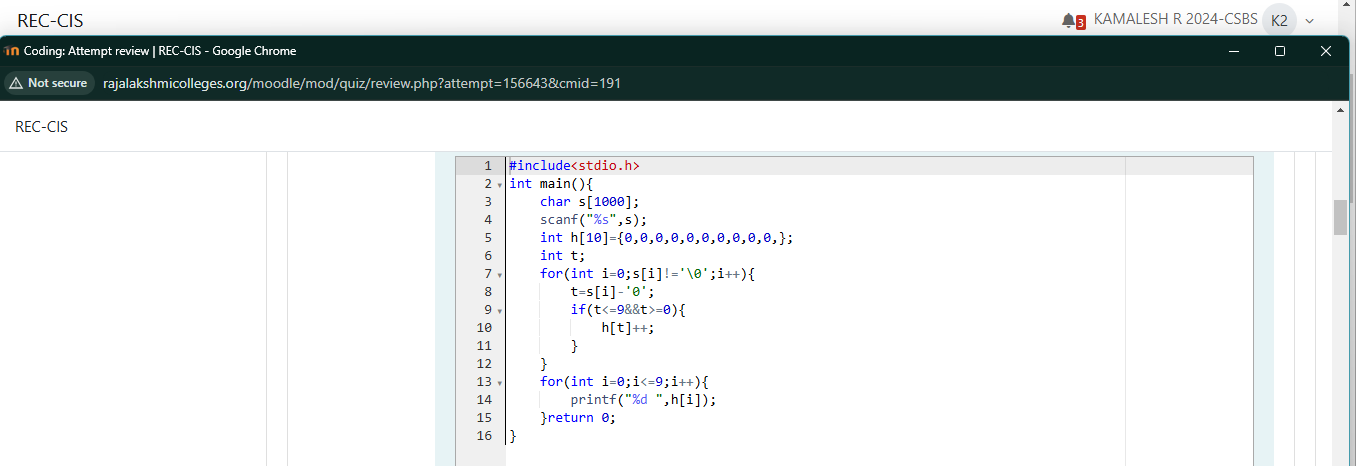 REC-CIS
3 KAMALESH R 2024-CSBS K2
Coding: Attempt review | REC-CIS - Google Chrome
Not secure rajalakshmicolleges.org/moodle/mod/quiz/review.php?attempt=156643&cmid=191
REC-CIS
1 #include<stdio.h>
2 int main(){
3     char s[1000];
4     scanf("%s",s);
5     int h[10]={0,0,0,0,0,0,0,0,0,0,};
6     int t;
7     for(int i=0;s[i]!='\0';i++){
8         t=s[i]-'0';
9         if(t<=9&&t>=0){
10             h[t]++;
11         }
12     }
13     for(int i=0;i<=9;i++){
14         printf("%d ",h[i]);
15     }return 0;
16 }